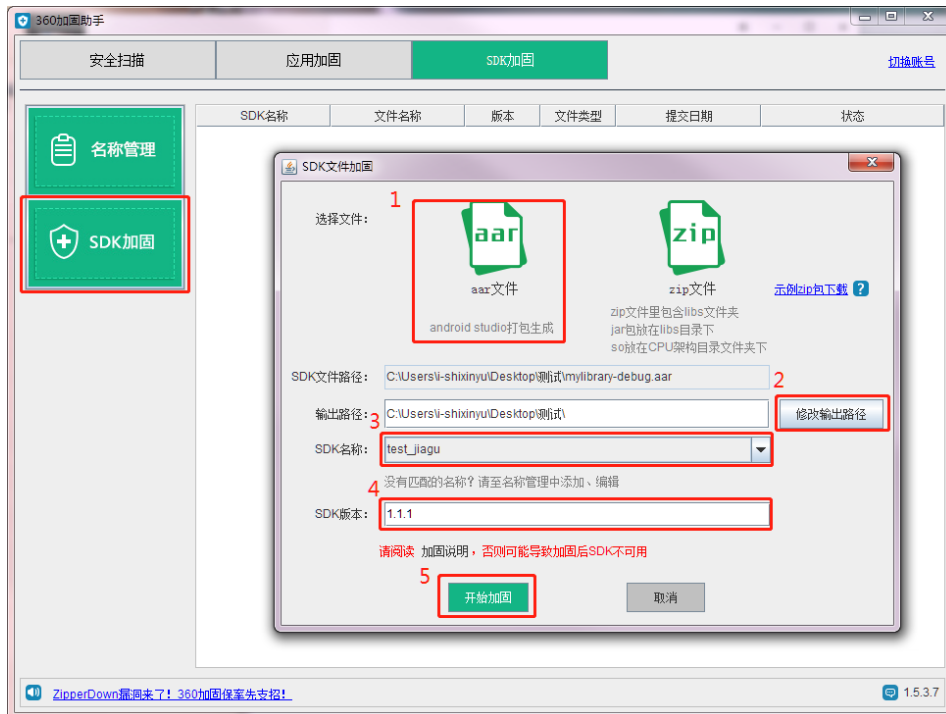 360加固助手
安全扫描
应用加固
SDK加固
切换账号
名称管理
SDK加固
SDK名称
文件名称
版本
文件类型
提交日期
状态
SDK文件加固
1
选择文件：
aar
zip
aar文件
zip文件
示例zip包下载
?
android studio打包生成
zip文件里包含libs文件夹
jar包放在libs目录下
so放在CPU架构目录文件夹下
SDK文件路径：
C:\Users\i-shixinyu\Desktop\测试\mylibrary-debug.aar
2
输出路径：
C:\Users\i-shixinyu\Desktop\测试\
修改输出路径
3
SDK名称：
test_jiagu
没有匹配的名称？请至名称管理中添加、编辑
4
SDK版本：
1.1.1
请阅读 加固说明，否则可能导致加固后SDK不可用
5
开始加固
取消
ZipperDown漏洞来了！360加固保率先支招！
1.5.3.7